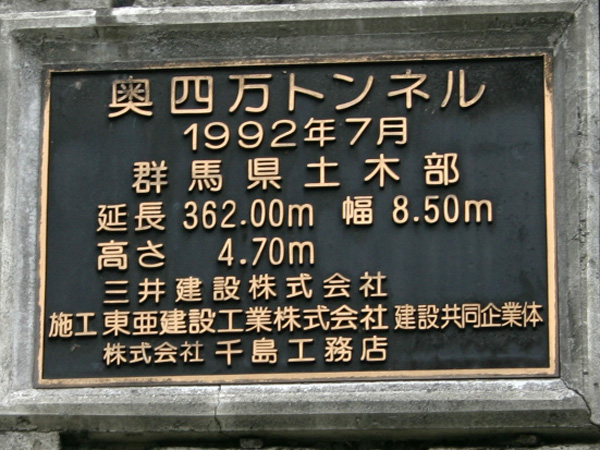 奥四万トンネル
1992年7月
群馬県土木部
延長 362.00m 幅 8.50m
高さ 4.70m
三井建設株式会社
施工 東亜建設工業株式会社 建設共同企業体
株式会社 千島工務店